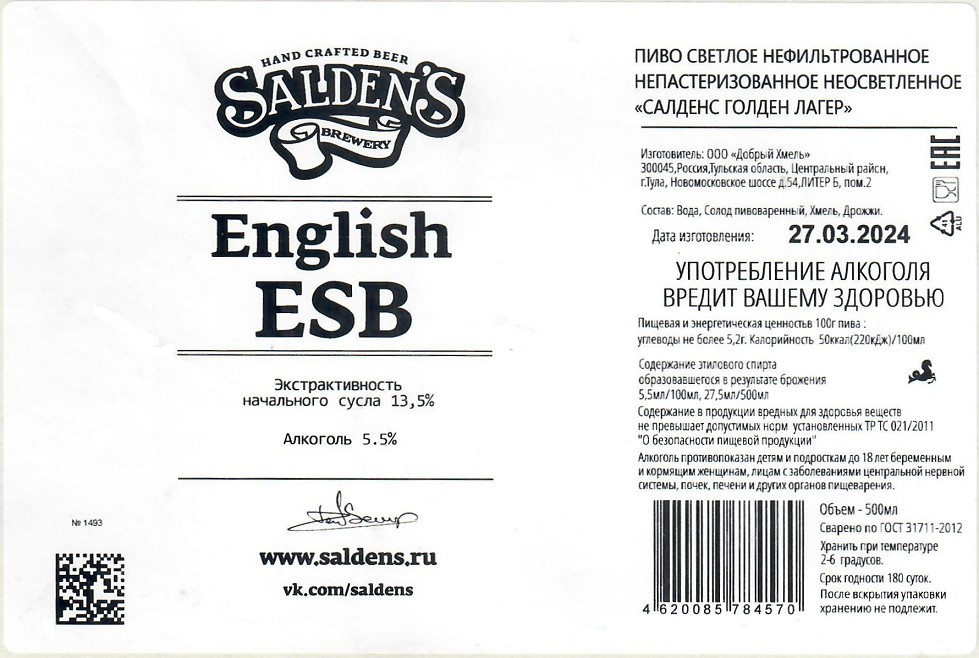 HAND CRAFTED BEER
SALDEN'S
BREWERY
English
ESB
Экстрактивность
начального сусла 13,5%
Алкоголь 5.5%
№ 1493
www.saldens.ru
vk.com/saldens
ПИВО СВЕТЛОЕ НЕФИЛЬТРОВАННОЕ
НЕПАСТЕРИЗОВАННОЕ НЕОСВЕТЛЕННОЕ
«САЛДЕНС ГОЛДЕН ЛАГЕР»
Изготовитель: ООО «Добрый Хмель»
300045,Россия,Тульская область, Центральный район,
г.Тула, Новомосковское шоссе д.54,ЛИТЕР Б, пом.2
EAC
Состав: Вода, Солод пивоваренный, Хмель, Дрожжи.
41
ALU
Дата изготовления: 27.03.2024
УПОТРЕБЛЕНИЕ АЛКОГОЛЯ
ВРЕДИТ ВАШЕМУ ЗДОРОВЬЮ
Пищевая и энергетическая ценностьв 100г пива :
углеводы не более 5,2г. Калорийность 50ккал(220кДж)/100мл
Содержание этилового спирта
образовавшегося в результате брожения
5,5мл/100мл, 27,5мл/500мл
Содержание в продукции вредных для здоровья веществ
не превышает допустимых норм установленных ТР ТС 021/2011
"О безопасности пищевой продукции"
Алкоголь противопоказан детям и подросткам до 18 лет беременным
и кормящим женщинам, лицам с заболеваниями центральной нервной
системы, почек, печени и других органов пищеварения.
Объем - 500мл
Сварено по ГОСТ 31711-2012
Хранить при температуре
2-6 градусов.
Срок годности 180 суток.
После вскрытия упаковки
хранению не подлежит.
4 620085 784570